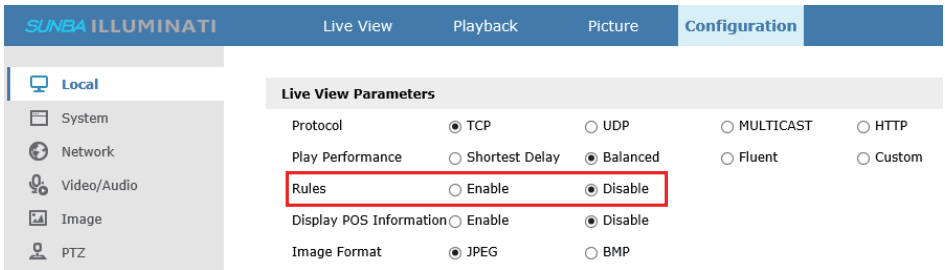 SUNBA ILLUMINATI Live View Playback Picture Configuration
Local
System
Network
Video/Audio
Image
PTZ
Live View Parameters
Protocol TCP UDP MULTICAST HTTP
Play Performance Shortest Delay Balanced Fluent Custom
Rules Enable Disable
Display POS Information Enable Disable
Image Format JPEG BMP